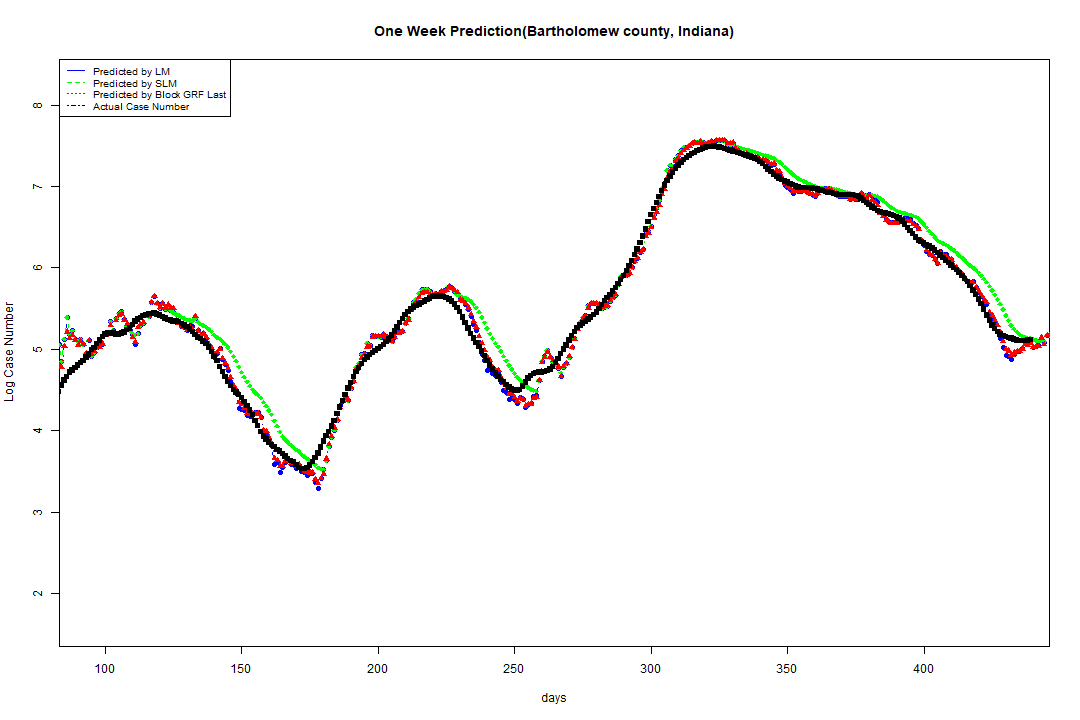 One Week Prediction(Bartholomew county, Indiana)
Predicted by LM
Predicted by SLM
Predicted by Block GRF Last
Actual Case Number
8
7
6
5
4
3
2
Log Case Number
100 150 200 250 300 350 400
days